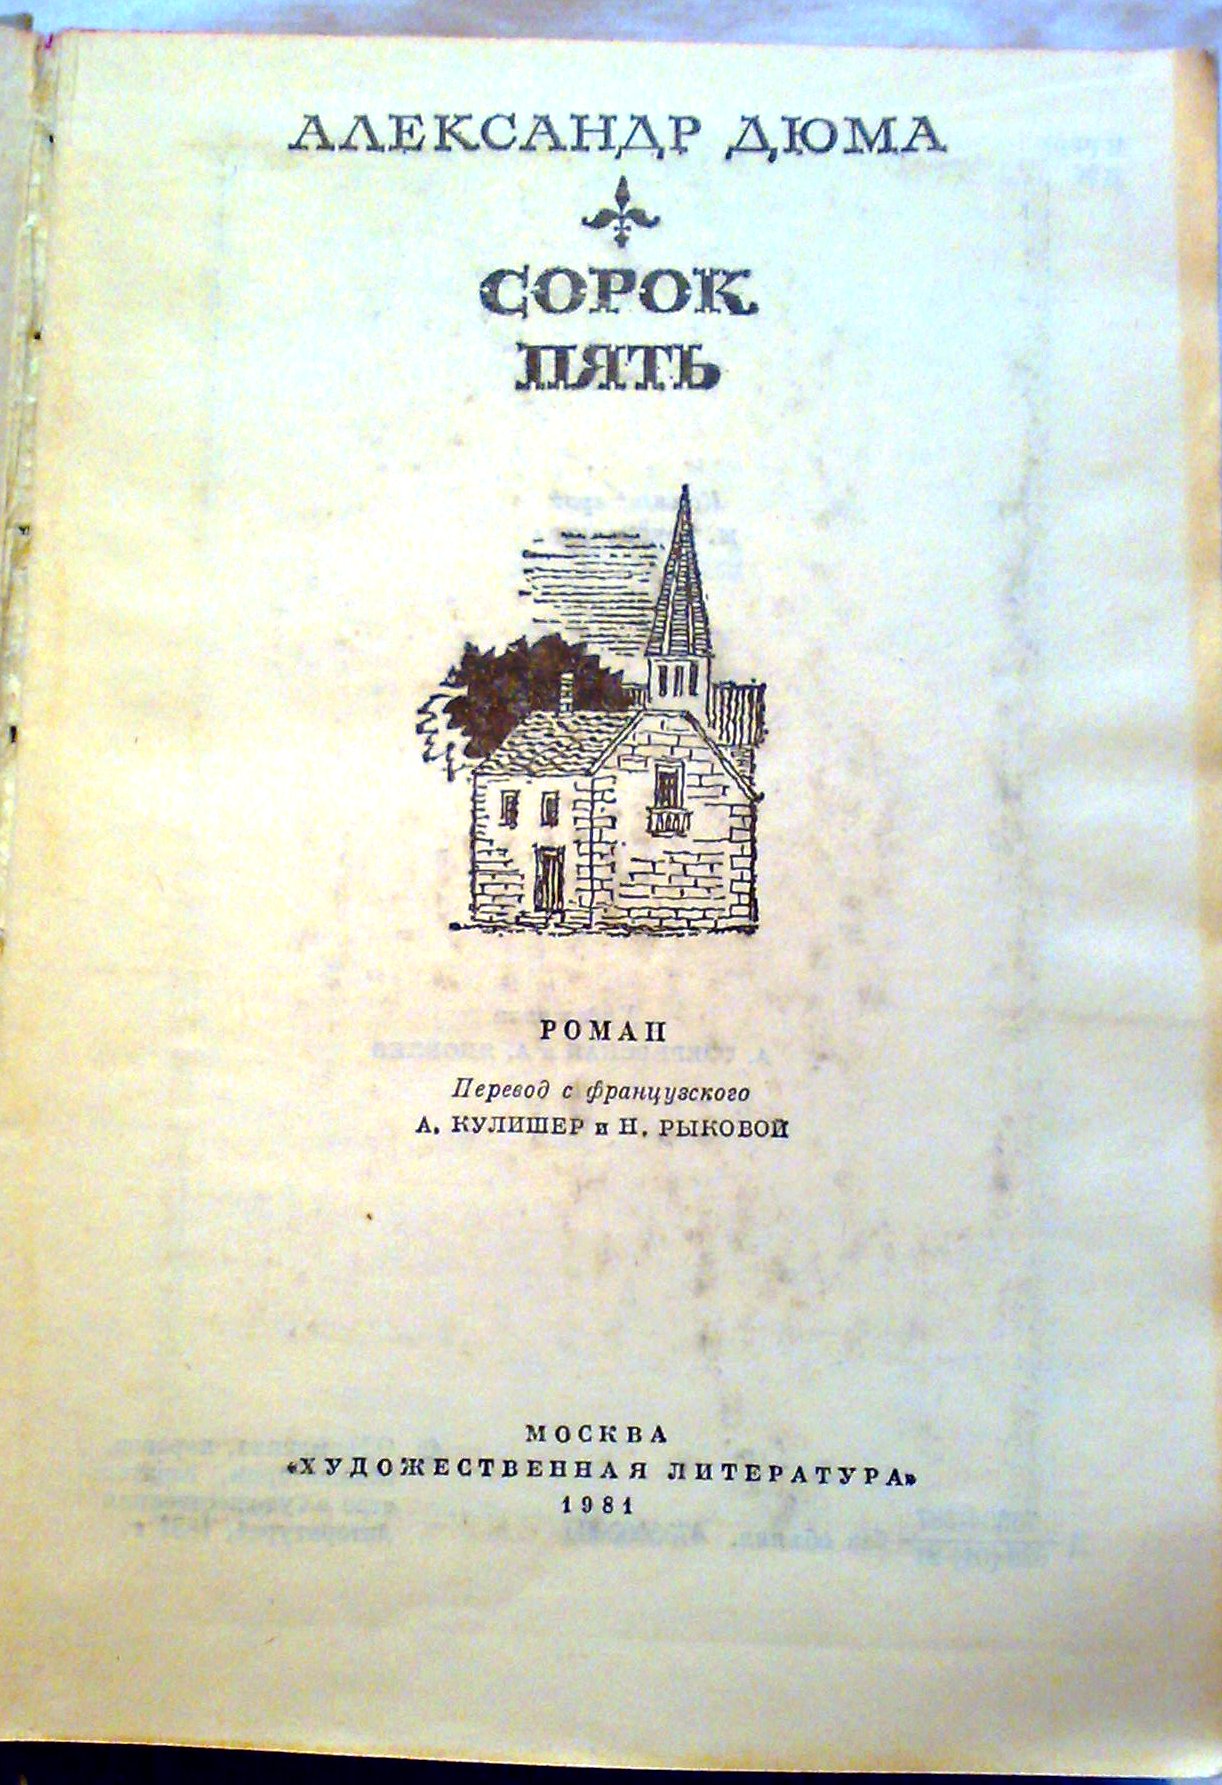 АЛЕКСАНДР ДЮМА
СОРОК
ПЯТЬ
РОМАН
Перевод с французского
А. КУЛИШЕР и Н. РЫКОВОЙ
МОСКВА
«ХУДОЖЕСТВЕННАЯ ЛИТЕРАТУРА»
1981